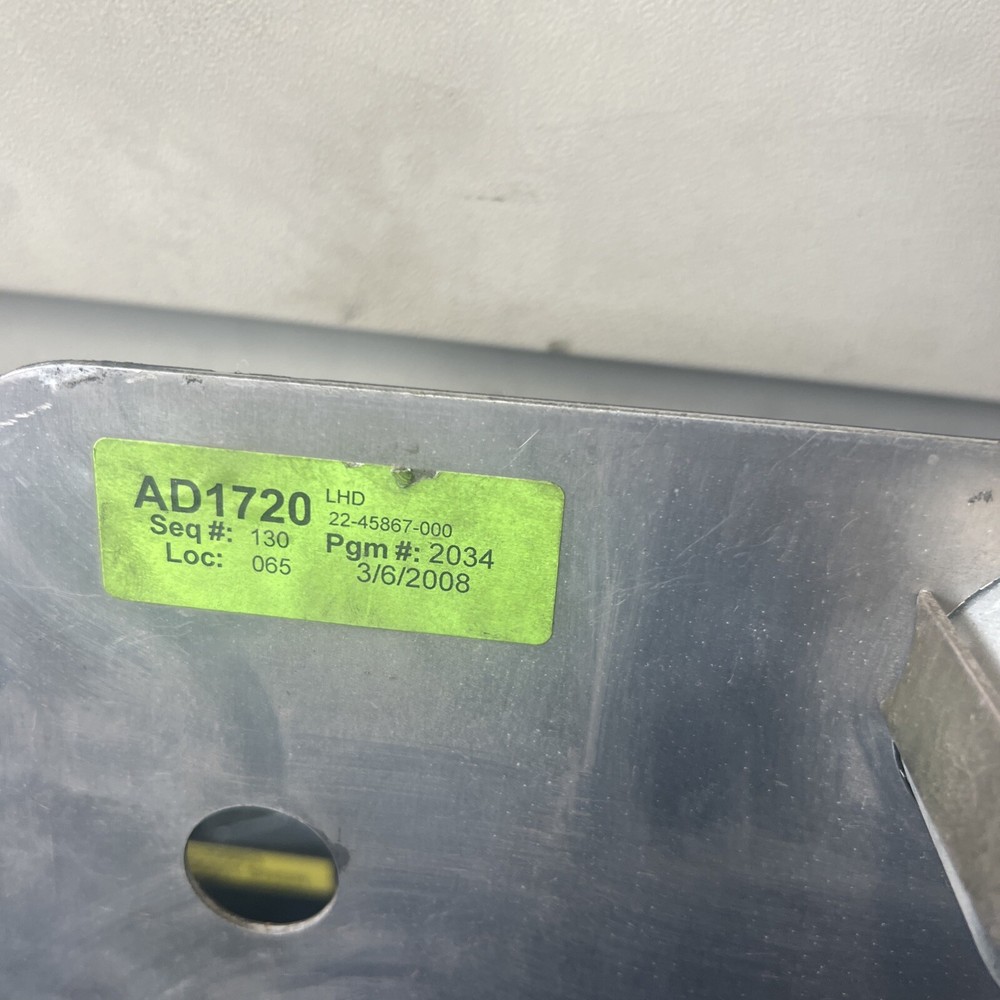 AD1720 LHD
22-45867-000
Seq #: 130 Pgm #: 2034
Loc: 065 3/6/2008